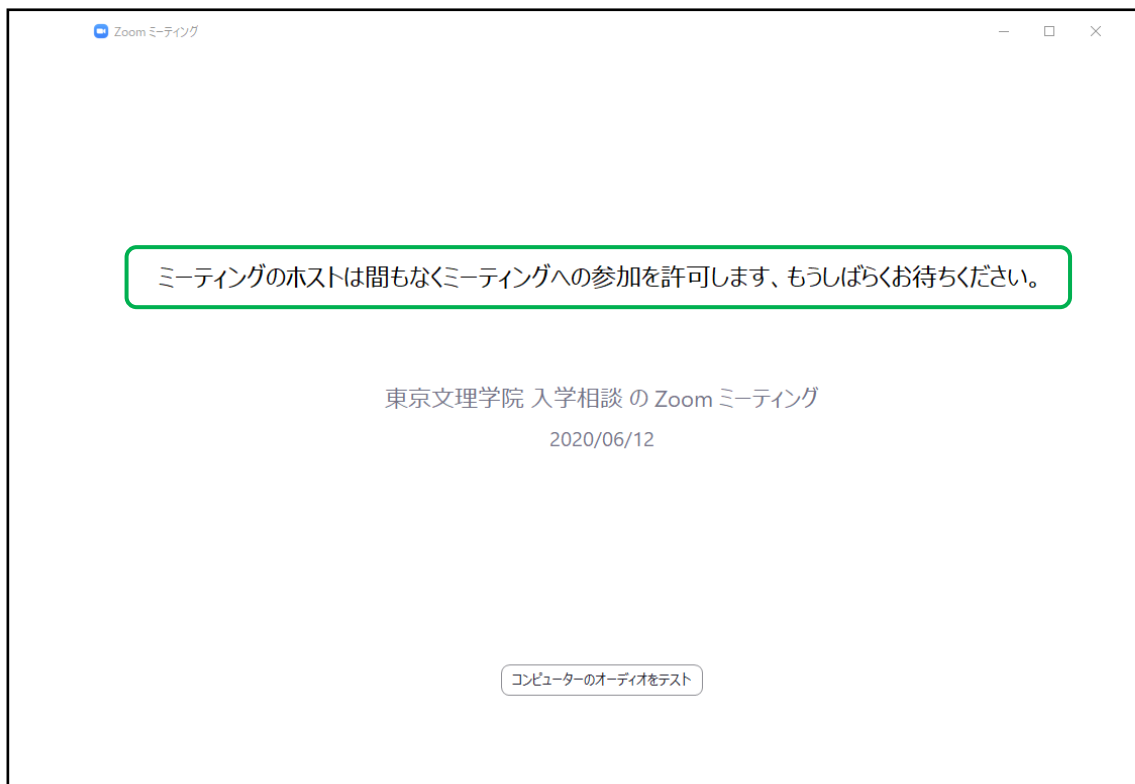 Zoom ミーティング
ミーティングのホストは間もなくミーティングへの参加を許可します、もうしばらくお待ちください。
東京文理学院 入学相談 の Zoom ミーティング
2020/06/12
コンピューターのオーディオをテスト